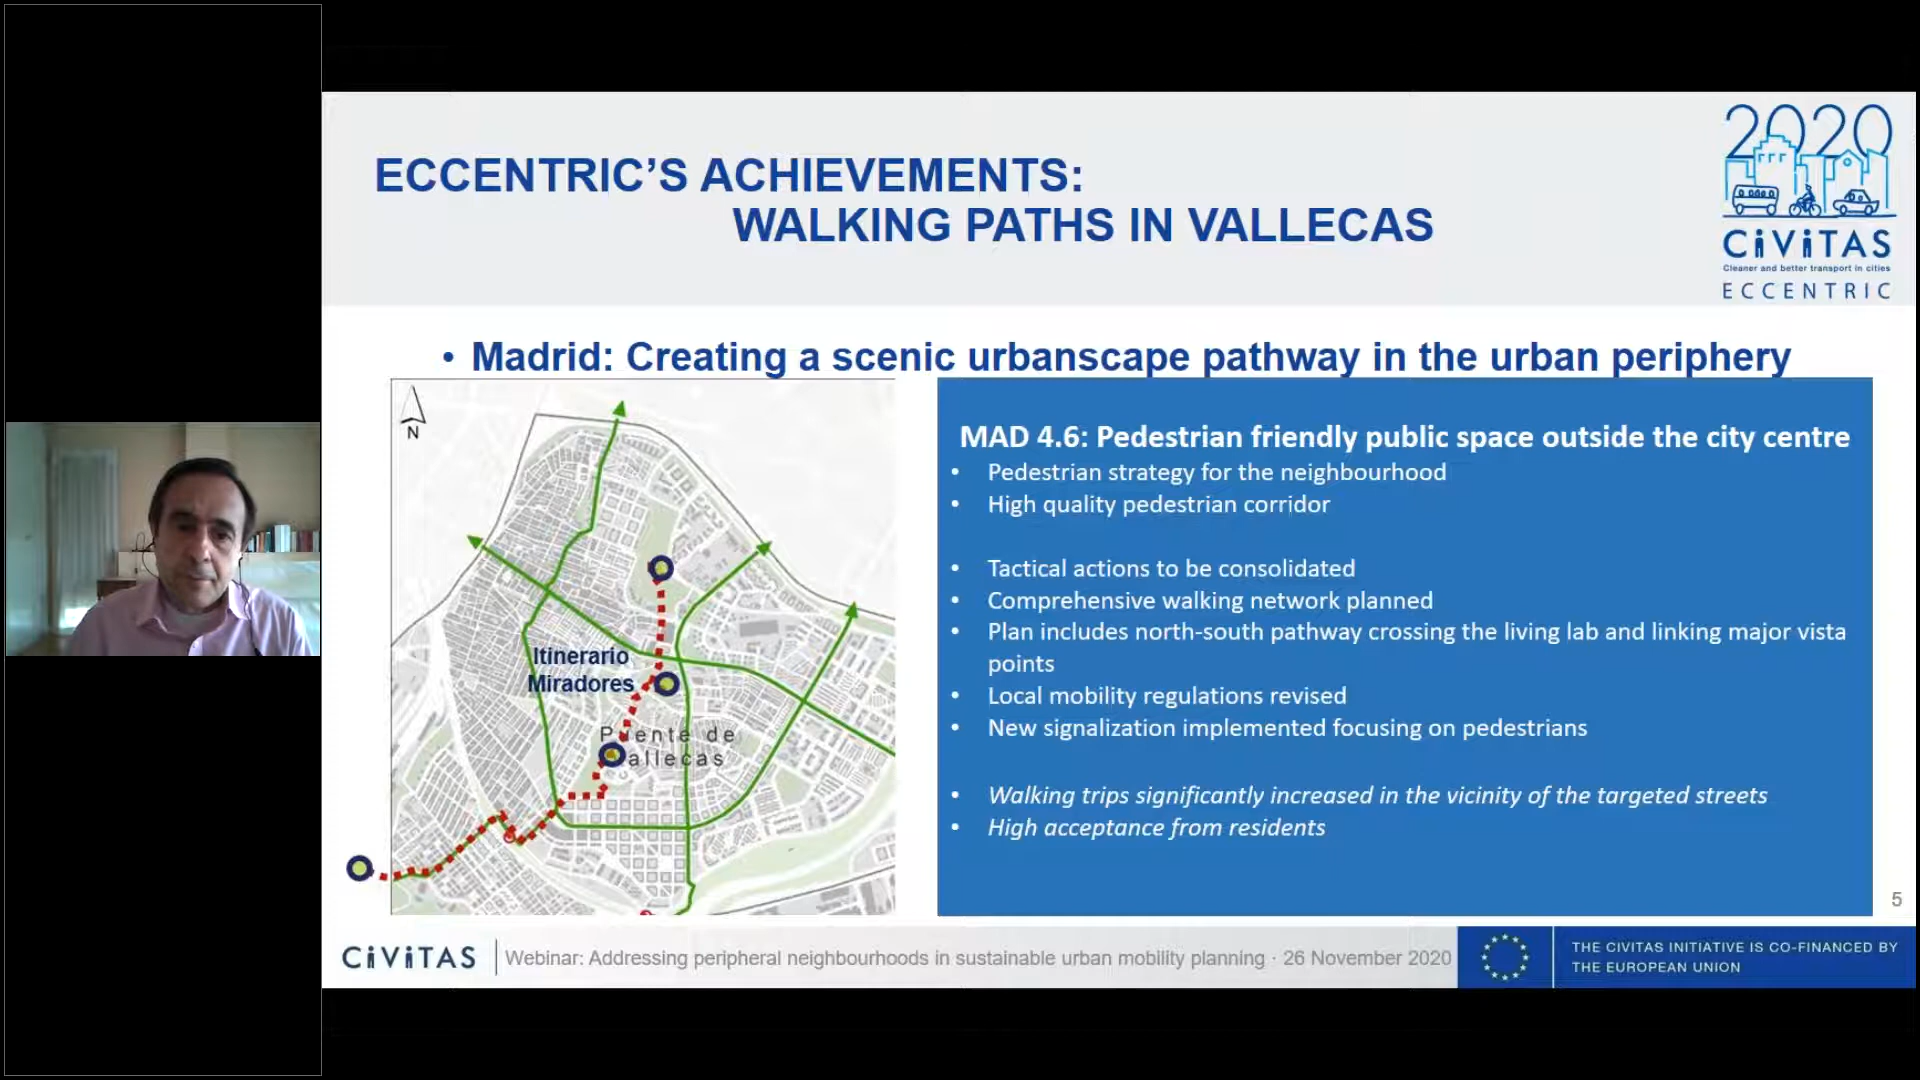 ECCENTRIC’S ACHIEVEMENTS:
WALKING PATHS IN VALLECAS
2020
CiViTAS
Cleaner and better transport in cities
ECCENTRIC
• Madrid: Creating a scenic urbanscape pathway in the urban periphery
N
Itinerario
Miradores
Puente de
allecas
MAD 4.6: Pedestrian friendly public space outside the city centre
• Pedestrian strategy for the neighbourhood
• High quality pedestrian corridor
• Tactical actions to be consolidated
• Comprehensive walking network planned
• Plan includes north-south pathway crossing the living lab and linking major vista
points
• Local mobility regulations revised
• New signalization implemented focusing on pedestrians
• Walking trips significantly increased in the vicinity of the targeted streets
• High acceptance from residents
5
CiViTAS
Webinar: Addressing peripheral neighbourhoods in sustainable urban mobility planning · 26 November 2020
THE CIVITAS INITIATIVE IS CO-FINANCED BY
THE EUROPEAN UNION